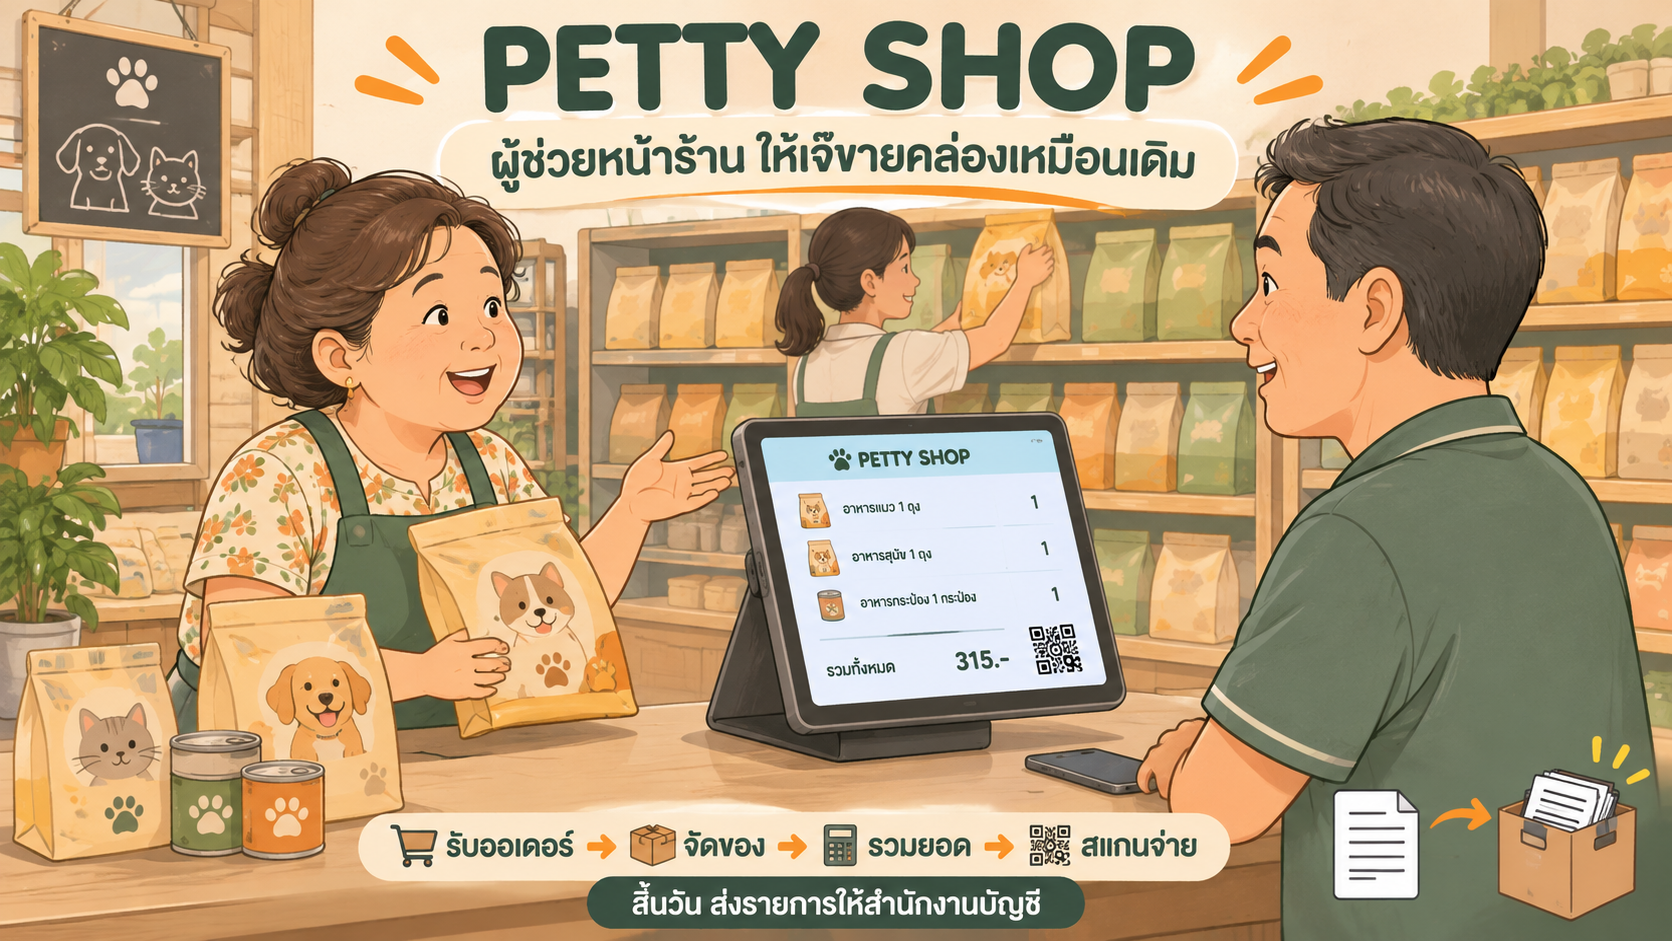 PETTY SHOP
ผู้ช่วยหน้าร้าน ให้เจ๊ขายคล่องเหมือนเดิม
PETTY SHOP
อาหารแมว 1 ถุง 1
อาหารสุนัข 1 ถุง 1
อาหารกระป๋อง 1 กระป๋อง 1
รวมทั้งหมด 315.-
รับออเดอร์ → จัดของ → รวมยอด → สแกนจ่าย
สิ้นวัน ส่งรายการให้สำนักงานบัญชี